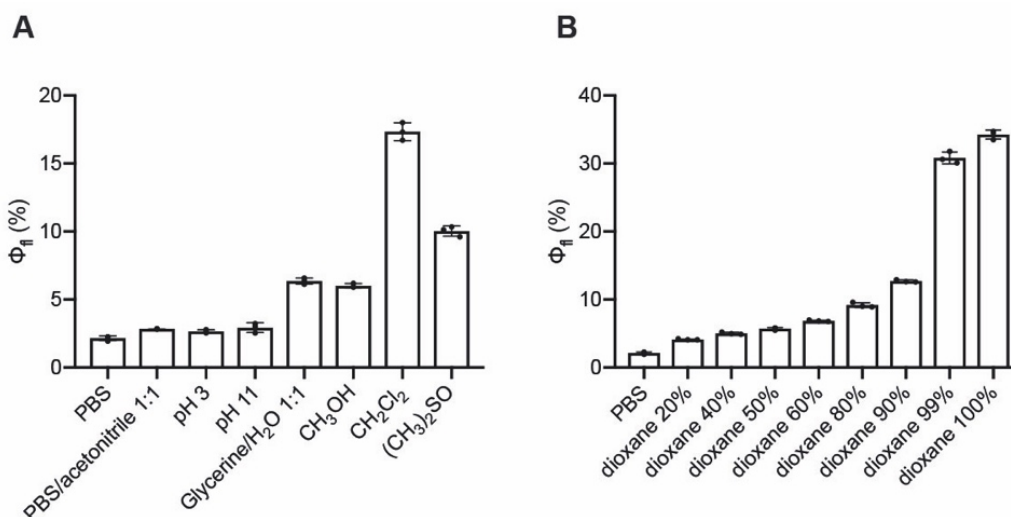 A
20
15
10
5
0
Φfl (%)
PBS
PBS/acetonitrile 1:1
pH 3
pH 11
Glycerine/H₂O 1:1
CH₃OH
CH₂Cl₂
(CH₃)₂SO
B
40
30
20
10
0
Φfl (%)
PBS
dioxane 20%
dioxane 40%
dioxane 50%
dioxane 60%
dioxane 80%
dioxane 90%
dioxane 99%
dioxane 100%